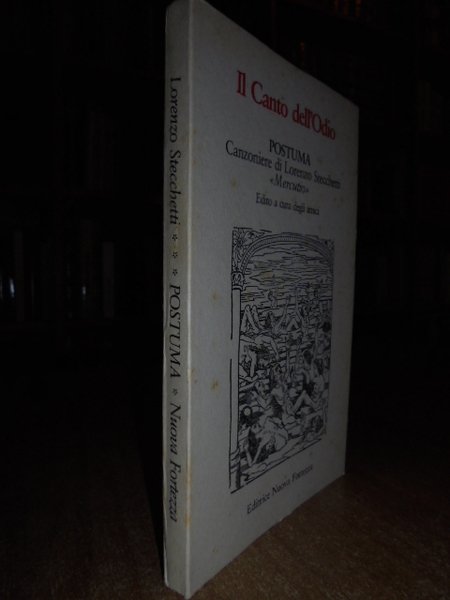 Il Canto dell'Odio
POSTUMA
Canzoniere di Lorenzo Stecchetti
«Mercutio»
Edito a cura degli amici
Editrice Nuova Fortezza
Lorenzo Stecchetti * * * POSTUMA * Nuova Fortezza